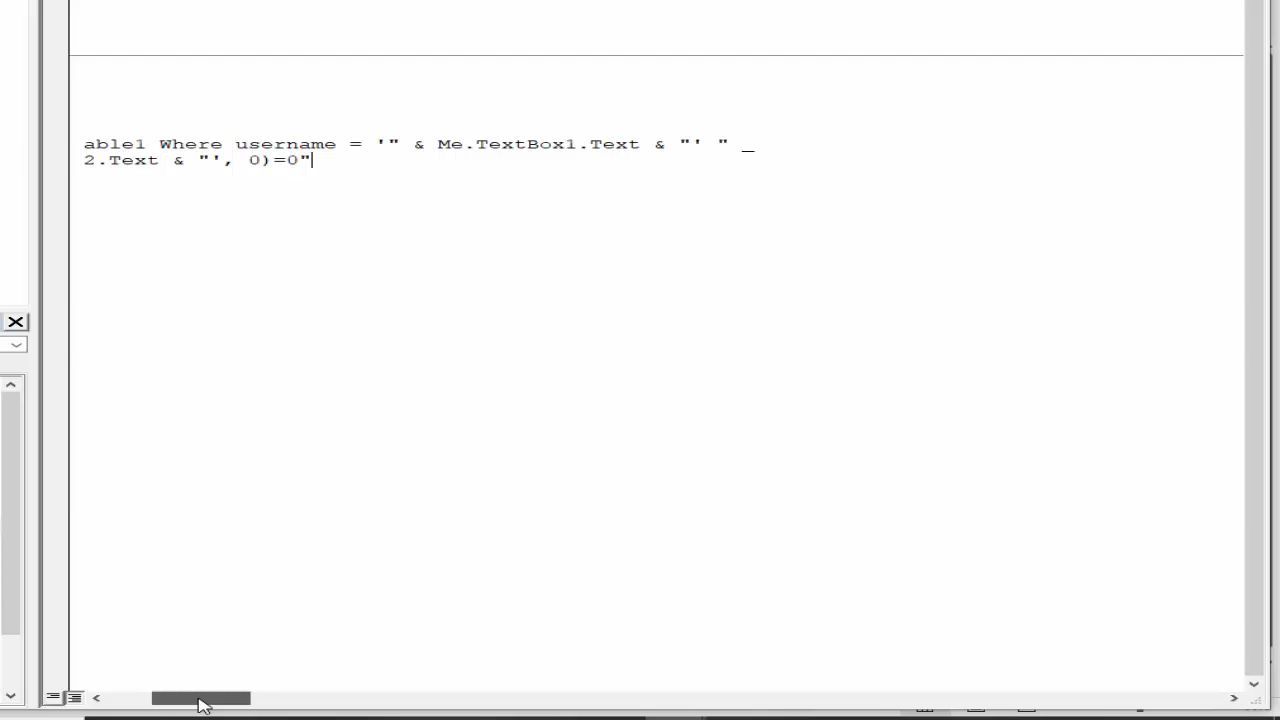 able1 Where username = '" & Me.TextBox1.Text & "' " _
2.Text & "', 0)=0"